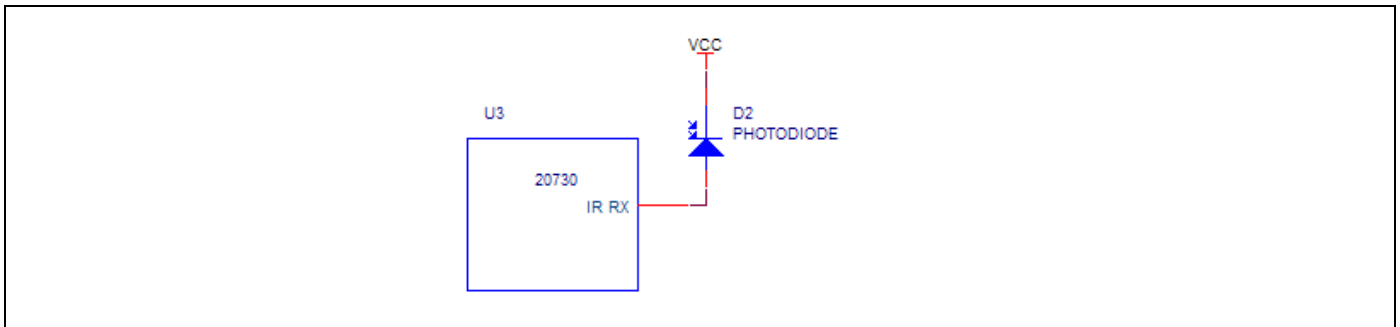 VCC
U3
D2
PHOTODIODE
20730
IR RX